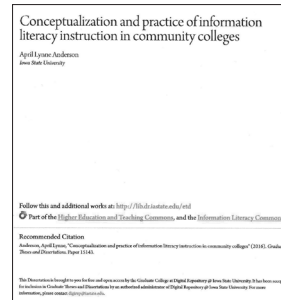 Conceptualization and practice of information
literacy instruction in community colleges
April Lynne Anderson
Iowa State University
Follow this and additional works at: http://lib.dr.iastate.edu/etd
Part of the Higher Education and Teaching Commons, and the Information Literacy Common
Recommended Citation
Anderson, April Lynne, "Conceptualization and practice of information literacy instruction in community colleges" (2016). Gradu
Theses and Dissertations. Paper 15143.
This Dissertation is brought to you for free and open access by the Graduate College at Digital Repository @ Iowa State University. It has been accep
for inclusion in Graduate Theses and Dissertations by an authorized administrator of Digital Repository @ Iowa State University. For more
information, please contact digirep@iastate.edu.